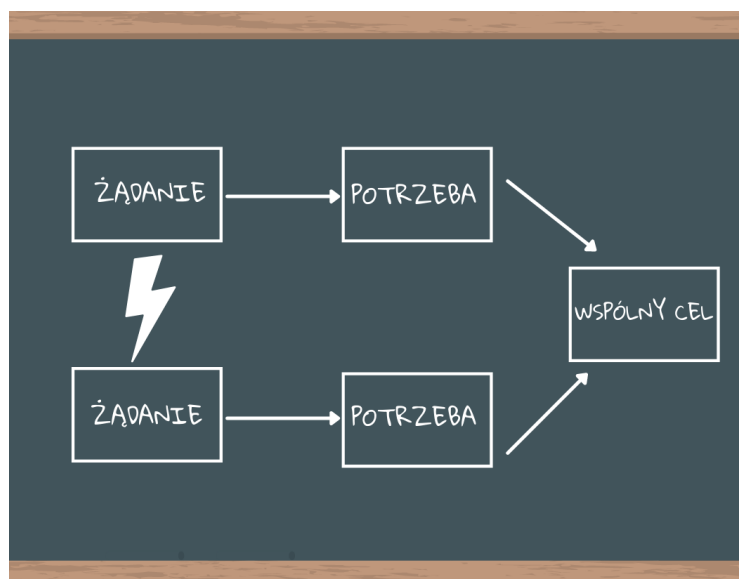 ŻĄDANIE
POTRZEBA
WSPÓLNY CEL
ŻĄDANIE
POTRZEBA